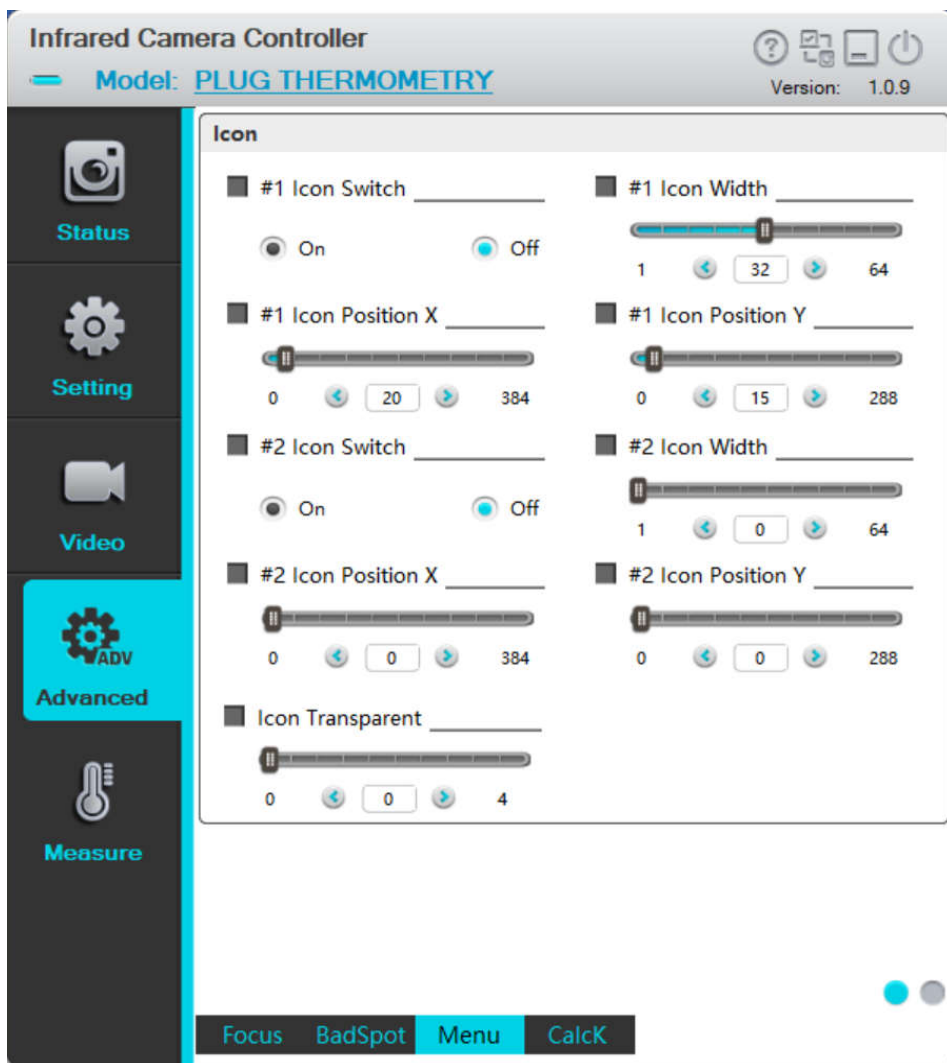 Infrared Camera Controller
Model: PLUG THERMOMETRY
Version: 1.0.9
Status
Setting
Video
ADV
Advanced
Measure
Icon
#1 Icon Switch
On Off
#1 Icon Width
1 32 64
#1 Icon Position X
0 20 384
#1 Icon Position Y
0 15 288
#2 Icon Switch
On Off
#2 Icon Width
1 0 64
#2 Icon Position X
0 0 384
#2 Icon Position Y
0 0 288
Icon Transparent
0 0 4
Focus BadSpot Menu CalcK